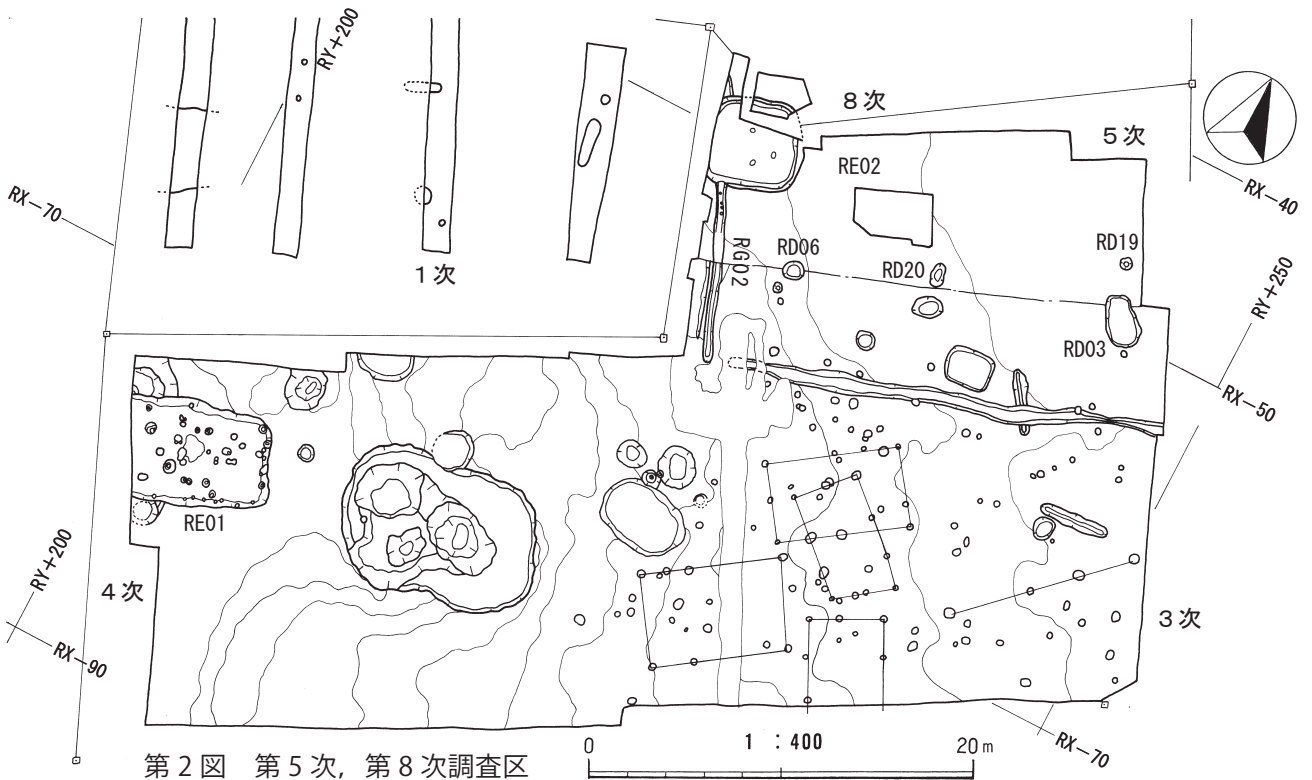 RY+200
8次
5次
RE02
RX-40
RX-70
RG02
RD06
RD20
RD19
1次
RY+250
RD03
RX-50
RE01
RY+200
4次
3次
RX-90
RX-70
第2図　第5次，第8次調査区
0　1：400　20m